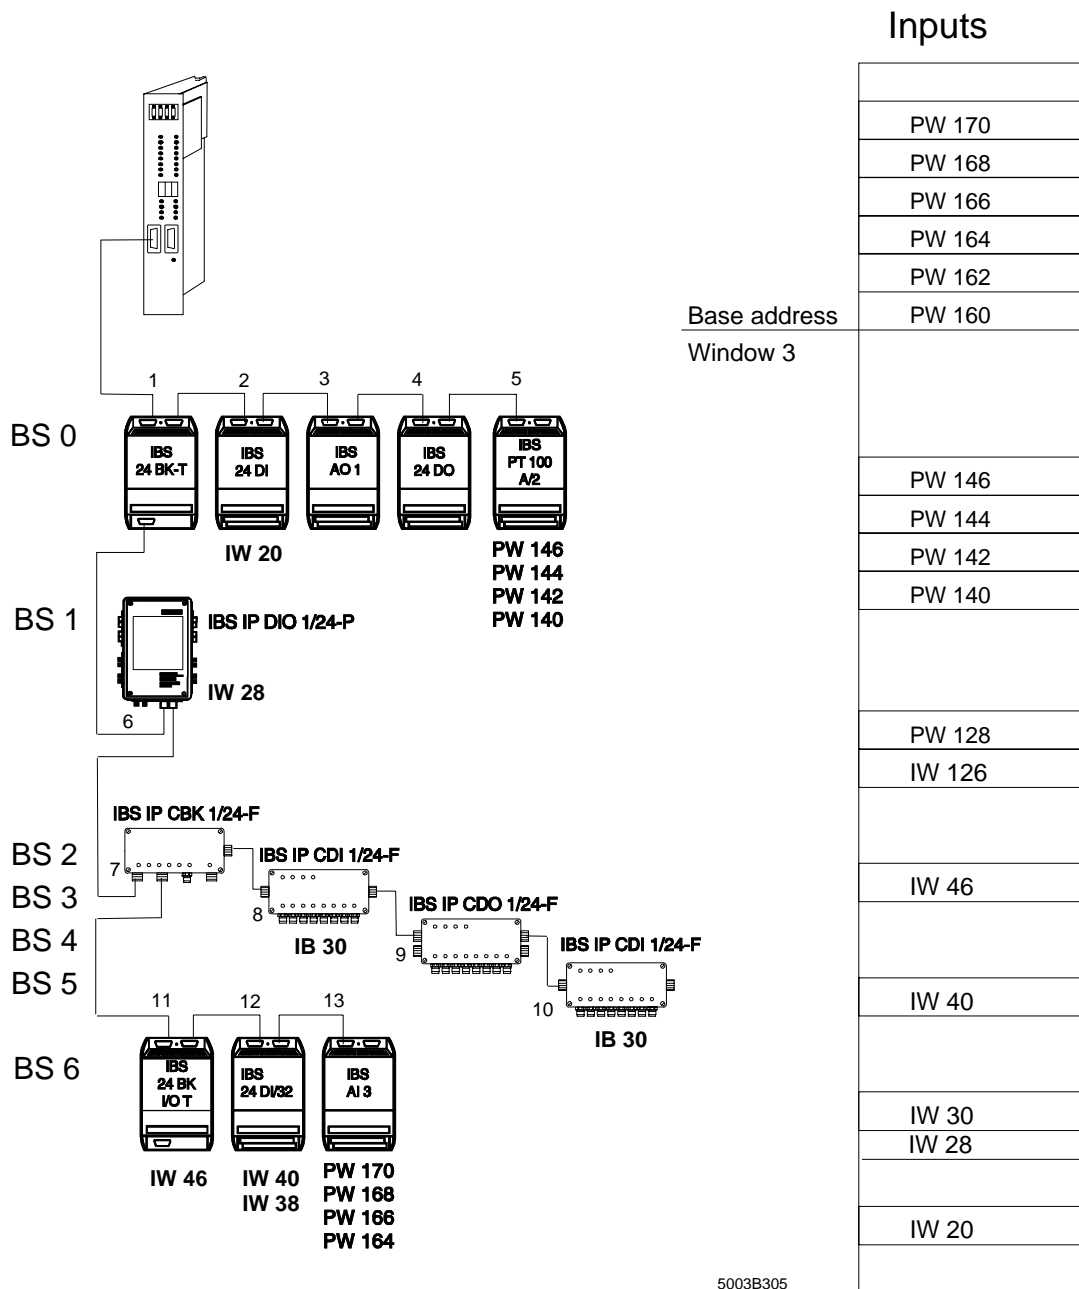 Inputs
PW 170
PW 168
PW 166
PW 164
PW 162
Base address PW 160
Window 3
1 2 3 4 5
BS 0
IBS
24 BK-T
IBS
24 DI
IBS
AO 1
IBS
24 DO
IBS
PT 100
A/2
IW 20
PW 146
PW 144
PW 142
PW 140
PW 146
PW 144
PW 142
PW 140
BS 1
IBS IP DIO 1/24-P
IW 28
6
PW 128
IW 126
IBS IP CBK 1/24-F
BS 2
7
IBS IP CDI 1/24-F
BS 3
8
IB 30
IBS IP CDO 1/24-F
9
BS 4
IBS IP CDI 1/24-F
10
IB 30
BS 5
IW 46
IW 40
11 12 13
BS 6
IBS
24 BK
I/O T
IBS
24 DI/32
IBS
AI 3
IW 46
IW 40
IW 38
PW 170
PW 168
PW 166
PW 164
IW 30
IW 28
IW 20
5003B305